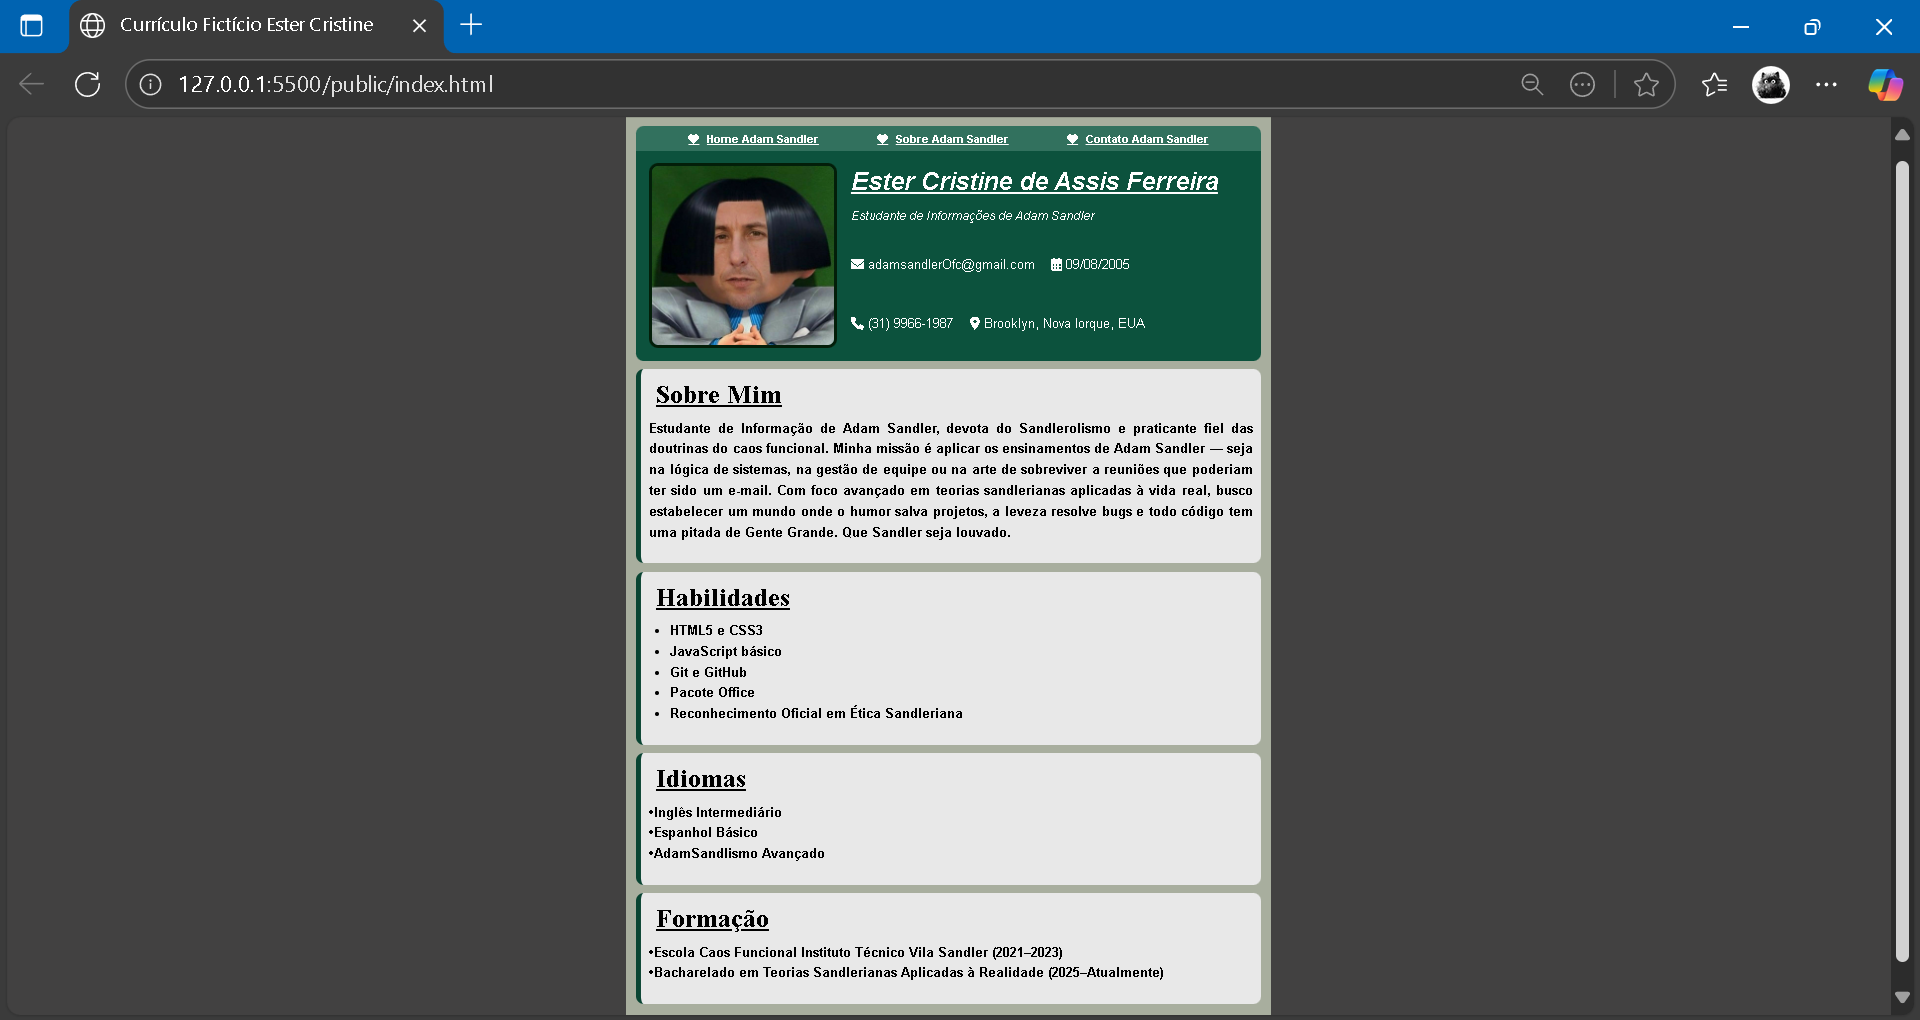 Currículo Fictício Ester Cristine
127.0.0.1:5500/public/index.html
Home Adam Sandler Sobre Adam Sandler Contato Adam Sandler
Ester Cristine de Assis Ferreira
Estudante de Informações de Adam Sandler
adamsandlerOfc@gmail.com 09/08/2005
(31) 9966-1987 Brooklyn, Nova Iorque, EUA
Sobre Mim
Estudante de Informação de Adam Sandler, devota do Sandlerolismo e praticante fiel das
doutrinas do caos funcional. Minha missão é aplicar os ensinamentos de Adam Sandler — seja
na lógica de sistemas, na gestão de equipe ou na arte de sobreviver a reuniões que poderiam
ter sido um e-mail. Com foco avançado em teorias sandlerianas aplicadas à vida real, busco
estabelecer um mundo onde o humor salva projetos, a leveza resolve bugs e todo código tem
uma pitada de Gente Grande. Que Sandler seja louvado.
Habilidades
• HTML5 e CSS3
• JavaScript básico
• Git e GitHub
• Pacote Office
• Reconhecimento Oficial em Ética Sandleriana
Idiomas
•Inglês Intermediário
•Espanhol Básico
•AdamSandlismo Avançado
Formação
•Escola Caos Funcional Instituto Técnico Vila Sandler (2021–2023)
•Bacharelado em Teorias Sandlerianas Aplicadas à Realidade (2025–Atualmente)